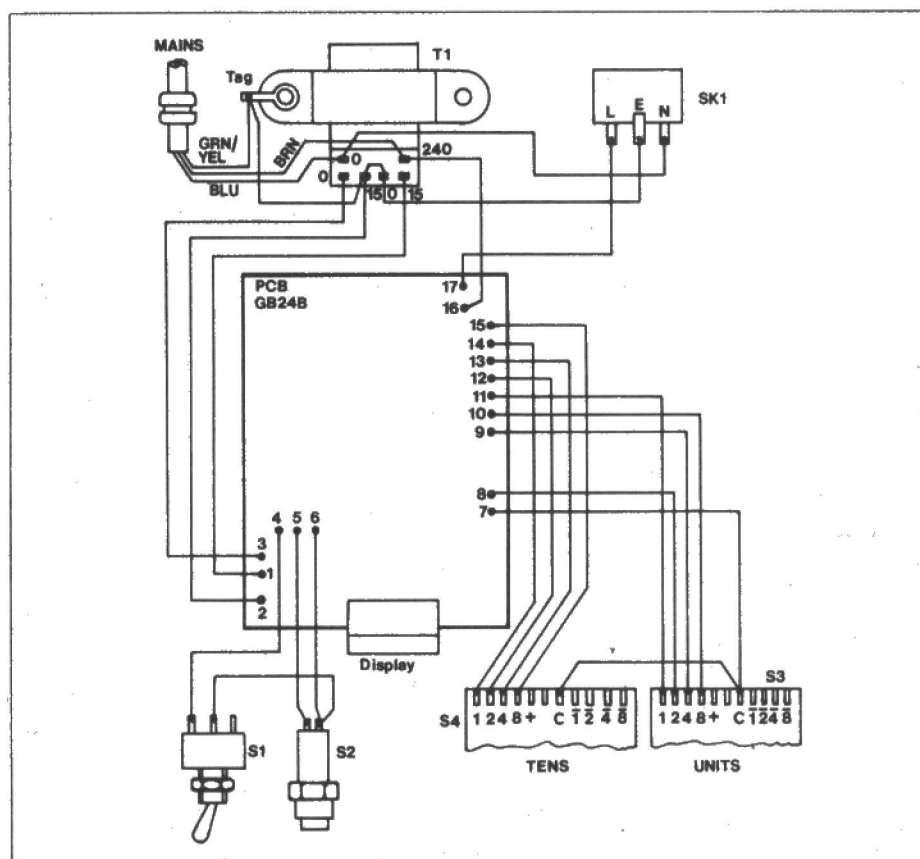 MAINS
T1
Tag
SK1
L E N
GRN/
YEL
BRN
BLU
0 240
0 15 0 15
PCB
GB24B
17
16
15
14
13
12
11
10
9
8
7
4 5 6
3
1
2
Display
S1
S2
S3
S4
1 2 4 8 + C 1̅ 2̅ 4̅ 8̅
1 2 4 8 + C 1̅ 2̅ 4̅ 8̅
TENS
UNITS